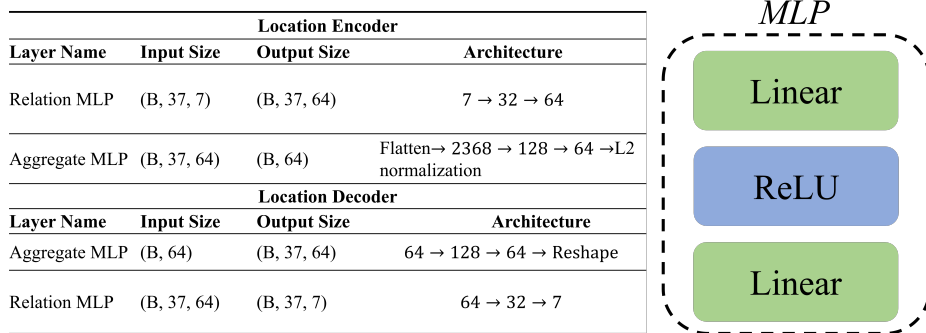 Location Encoder
Layer Name Input Size Output Size Architecture
Relation MLP (B, 37, 7) (B, 37, 64) 7 → 32 → 64
Aggregate MLP (B, 37, 64) (B, 64) Flatten→ 2368 → 128 → 64 →L2
normalization
Location Decoder
Layer Name Input Size Output Size Architecture
Aggregate MLP (B, 64) (B, 37, 64) 64 → 128 → 64 → Reshape
Relation MLP (B, 37, 64) (B, 37, 7) 64 → 32 → 7
MLP
Linear
ReLU
Linear